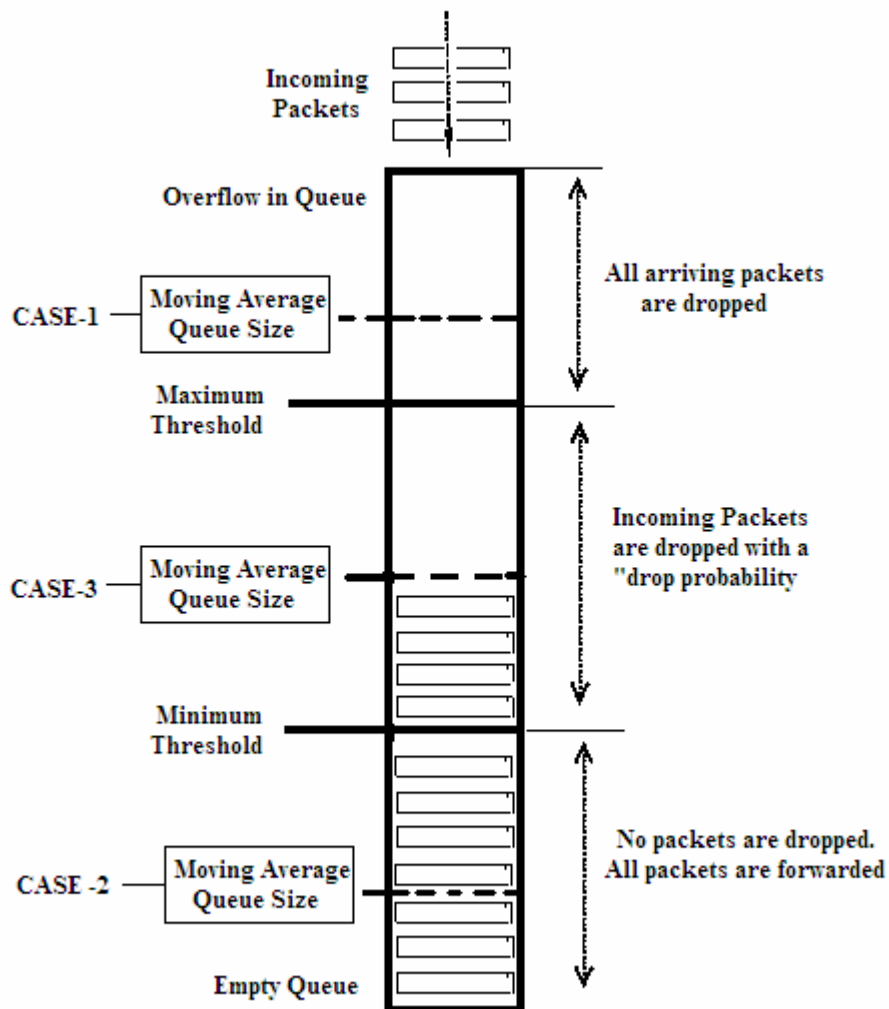 Incoming
Packets
Overflow in Queue
All arriving packets
are dropped
CASE-1
Moving Average
Queue Size
Maximum
Threshold
Incoming Packets
are dropped with a
"drop probability
CASE-3
Moving Average
Queue Size
Minimum
Threshold
No packets are dropped.
All packets are forwarded
CASE -2
Moving Average
Queue Size
Empty Queue